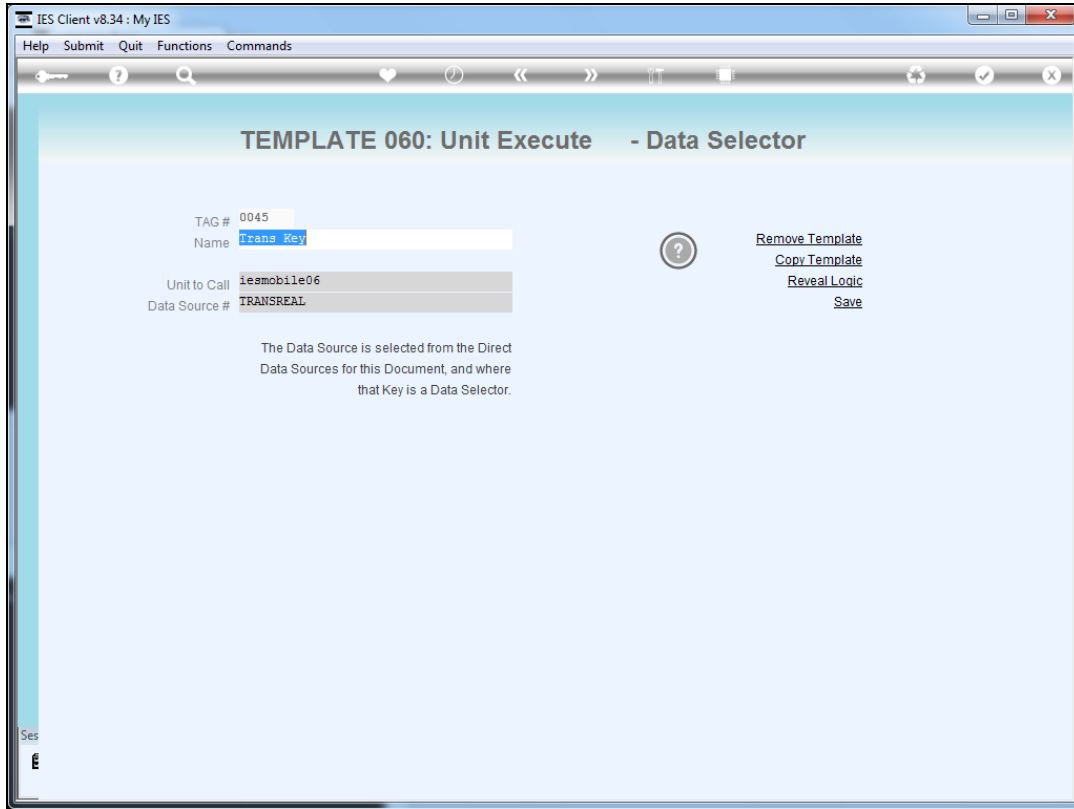 IES Client v8.34 : My IES
Help Submit Quit Functions Commands
TEMPLATE 060: Unit Execute - Data Selector
TAG # 0045
Name Trans Key
Remove Template
Copy Template
Unit to Call iesmobile06
Reveal Logic
Data Source # TRANSREAL
Save
The Data Source is selected from the Direct
Data Sources for this Document, and where
that Key is a Data Selector.
Ses